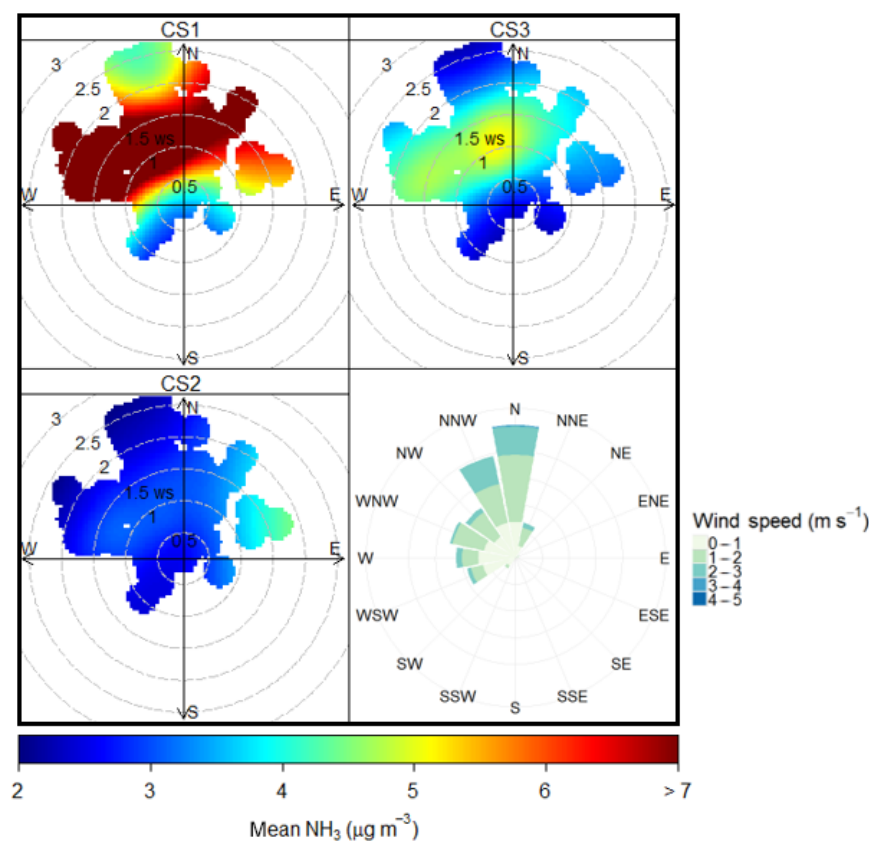 CS1
N
3
2.5
2
1.5 ws
1
0.5
W
E
S
CS3
N
3
2.5
2
1.5 ws
1
0.5
W
E
S
CS2
N
3
2.5
2
1.5 ws
1
0.5
W
E
S
N
NNW
NNE
NW
NE
WNW
ENE
W
E
WSW
ESE
SW
SE
SSW
SSE
S
Wind speed (m s⁻¹)
0 – 1
1 – 2
2 – 3
3 – 4
4 – 5
2 3 4 5 6 > 7
Mean NH₃ (μg m⁻³)